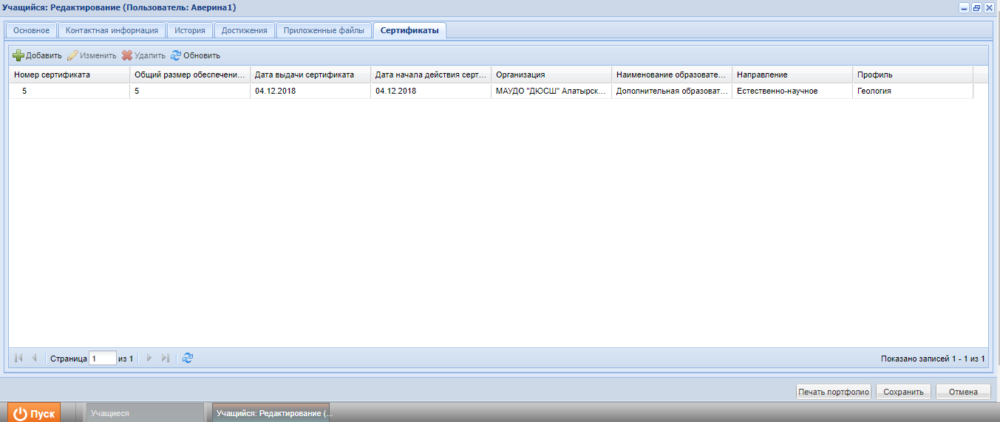 Учащийся: Редактирование (Пользователь: Аверина1)
Основное Контактная информация История Достижения Приложенные файлы Сертификаты
Добавить Изменить Удалить Обновить
Номер сертификата Общий размер обеспечени... Дата выдачи сертификата Дата начала действия серт... Организация Наименование образовате... Направление Профиль
5 5 04.12.2018 04.12.2018 МАУДО "ДЮСШ" Алатырск... Дополнительная образоват... Естественно-научное Геология
Страница 1 из 1 Показано записей 1 - 1 из 1
Печать портфолио Сохранить Отмена
Пуск Учащиеся Учащийся: Редактирование (...